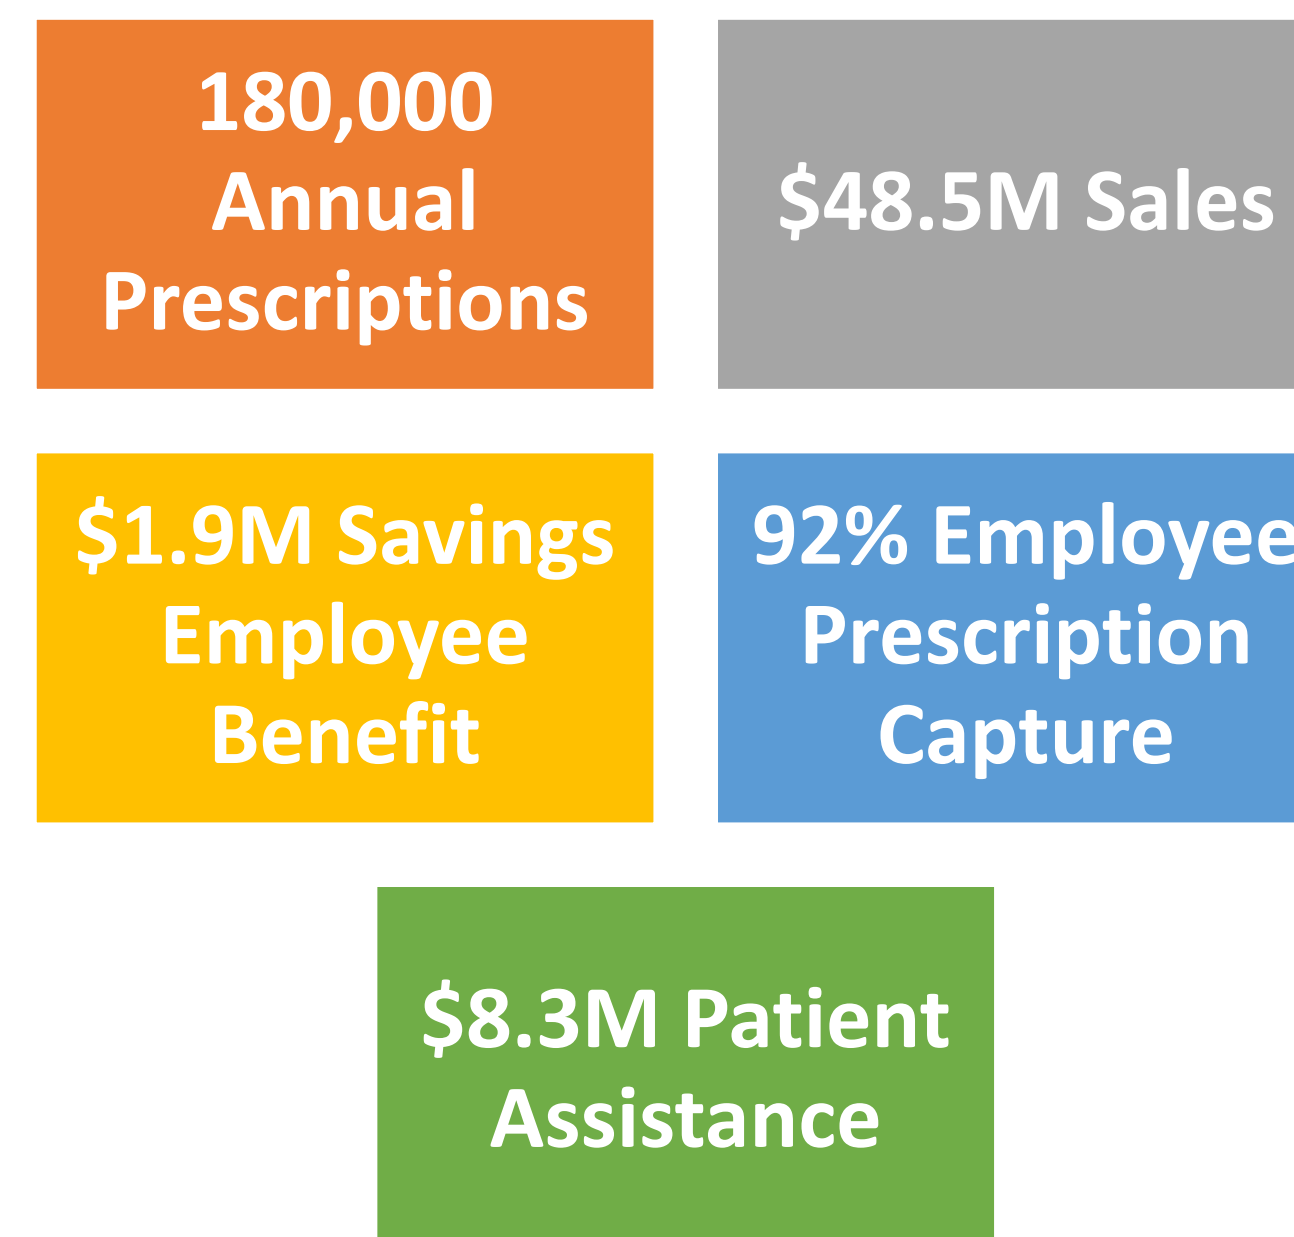 180,000
Annual
Prescriptions
$48.5M Sales
$1.9M Savings
Employee
Benefit
92% Employee
Prescription
Capture
$8.3M Patient
Assistance